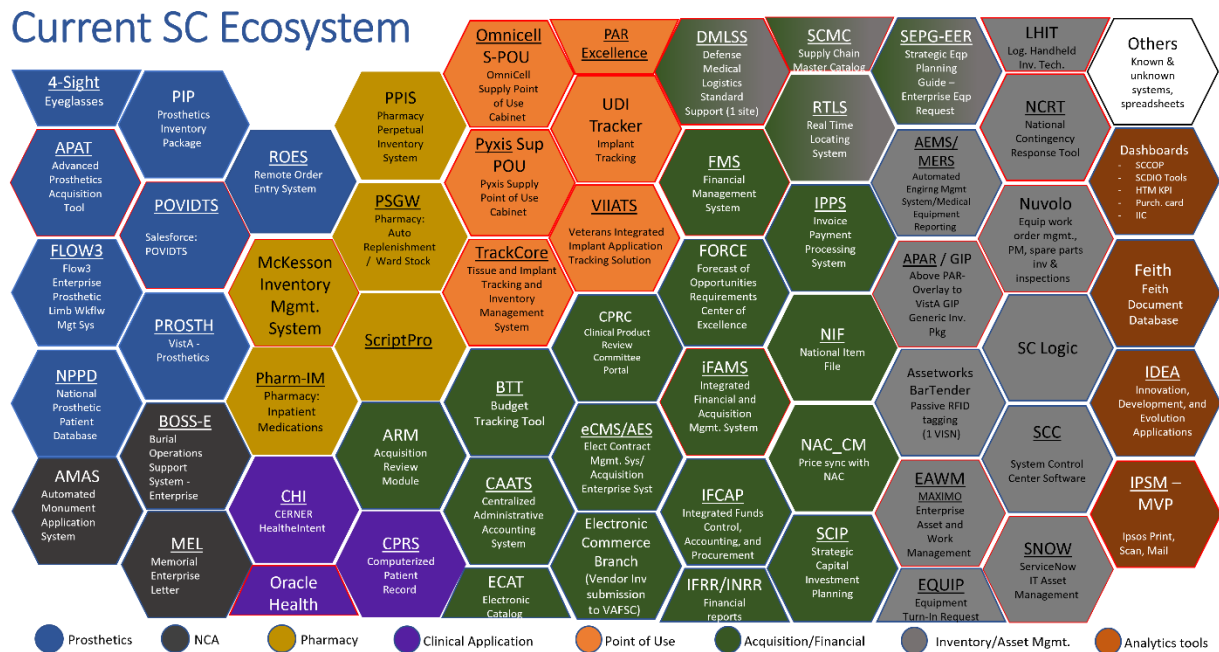 Current SC Ecosystem
4-Sight
Eyeglasses
APAT
Advanced
Prosthetics
Acquisition
Tool
FLOW3
Flow3
Enterprise
Prosthetic
Limb Wkflw
Mgt Sys
NPPD
National
Prosthetic
Patient
Database
AMAS
Automated
Monument
Application
System
PIP
Prosthetics
Inventory
Package
POVIDTS
Salesforce:
POVIDTS
PROSTH
VistA -
Prosthetics
BOSS-E
Burial
Operations
Support
System -
Enterprise
MEL
Memorial
Enterprise
Letter
ROES
Remote Order
Entry System
McKesson
Inventory
Mgmt.
System
Pharm-IM
Pharmacy:
Inpatient
Medications
CHI
CERNER
HealtheIntent
Oracle
Health
PPIS
Pharmacy
Perpetual
Inventory
System
PSGW
Pharmacy:
Auto
Replenishment
/ Ward Stock
ScriptPro
ARM
Acquisition
Review
Module
CPRS
Computerized
Patient
Record
Omnicell
S-POU
OmniCell
Supply Point
of Use
Cabinet
Pyxis Sup
POU
Pyxis Supply
Point of Use
Cabinet
TrackCore
Tissue and Implant
Tracking and
Inventory
Management
System
BTT
Budget
Tracking Tool
CAATS
Centralized
Administrative
Accounting
System
ECAT
Electronic
Catalog
PAR
Excellence
UDI
Tracker
Implant
Tracking
VIIATS
Veterans Integrated
Implant Application
Tracking Solution
CPRC
Clinical Product
Review
Committee
Portal
eCMS/AES
Elect Contract
Mgmt. Sys/
Acquisition
Enterprise Syst
Electronic
Commerce
Branch
(Vendor Inv
submission
to VAFSC)
DMLSS
Defense
Medical
Logistics
Standard
Support (1 site)
FMS
Financial
Management
System
FORCE
Forecast of
Opportunities
Requirements
Center of
Excellence
iFAMS
Integrated
Financial and
Acquisition
Mgmt. System
IFCAP
Integrated Funds
Control,
Accounting, and
Procurement
IFRR/INRR
Financial
reports
SCMC
Supply Chain
Master Catalog
RTLS
Real Time
Locating
System
IPPS
Invoice
Payment
Processing
System
NIF
National Item
File
NAC_CM
Price sync with
NAC
SCIP
Strategic
Capital
Investment
Planning
SEPG-EER
Strategic Eqp
Planning
Guide –
Enterprise Eqp
Request
AEMS/
MERS
Automated
Engirng Mgmt
System/Medical
Equipment
Reporting
APAR / GIP
Above PAR-
Overlay to
VistA GIP
Generic Inv.
Pkg
Assetworks
BarTender
Passive RFID
tagging
(1 VISN)
EAWM
MAXIMO
Enterprise
Asset and
Work
Management
EQUIP
Equipment
Turn-In Request
LHIT
Log. Handheld
Inv. Tech.
NCRT
National
Contingency
Response Tool
Nuvolo
Equip work
order mgmt.,
PM, spare parts
inv &
inspections
SC Logic
SCC
System Control
Center Software
SNOW
ServiceNow
IT Asset
Management
Others
Known &
unknown
systems,
spreadsheets
Dashboards
- SCCOP
- SCDIO Tools
- HTM KPI
- Purch. card
- IIC
Feith
Feith
Document
Database
IDEA
Innovation,
Development, and
Evolution
Applications
IPSM –
MVP
Ipsos Print,
Scan, Mail
Prosthetics
NCA
Pharmacy
Clinical Application
Point of Use
Acquisition/Financial
Inventory/Asset Mgmt.
Analytics tools